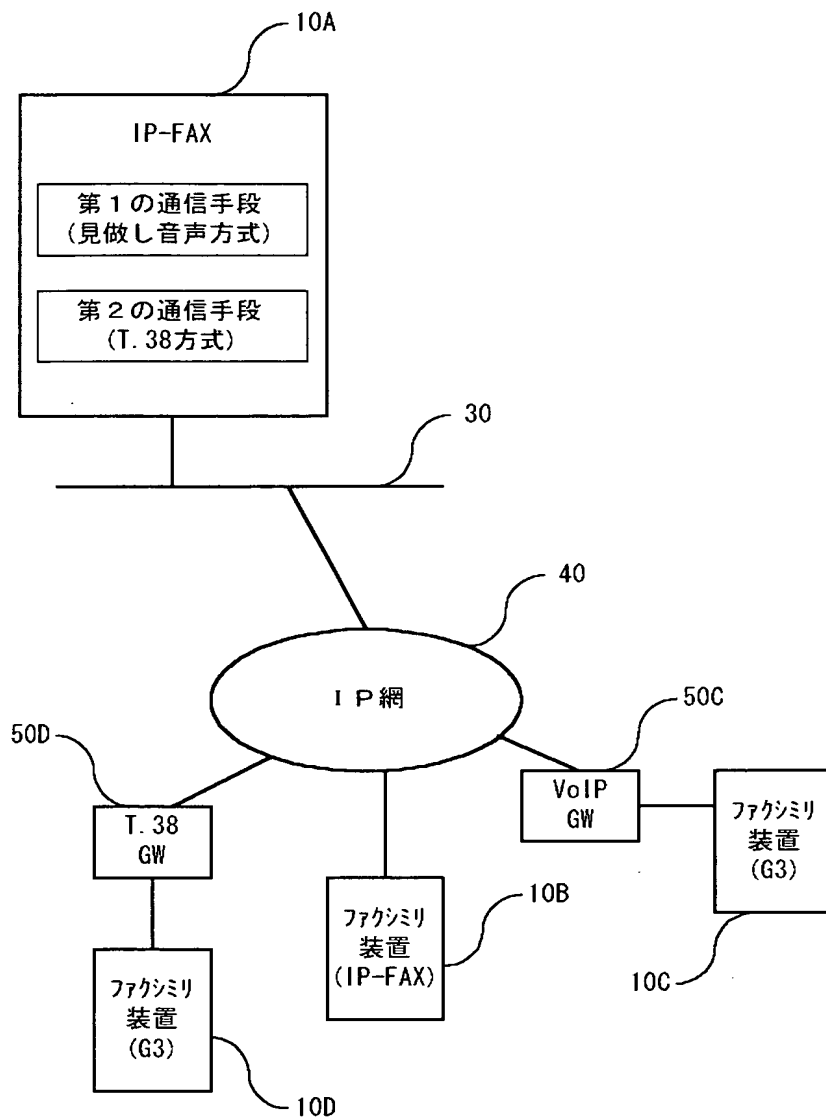 10A
IP-FAX
第1の通信手段
(見做し音声方式)
第2の通信手段
(T.38方式)
30
40
IP網
50D
50C
T.38
GW
VoIP
GW
ファクシミリ
装置
(G3)
ファクシミリ
装置
(IP-FAX)
10B
10C
ファクシミリ
装置
(G3)
10D